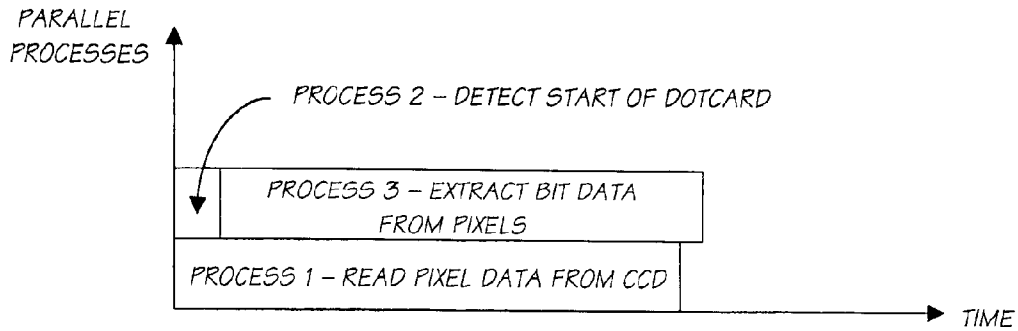 PARALLEL
PROCESSES
PROCESS 2 – DETECT START OF DOTCARD
PROCESS 3 – EXTRACT BIT DATA
FROM PIXELS
PROCESS 1 – READ PIXEL DATA FROM CCD
TIME